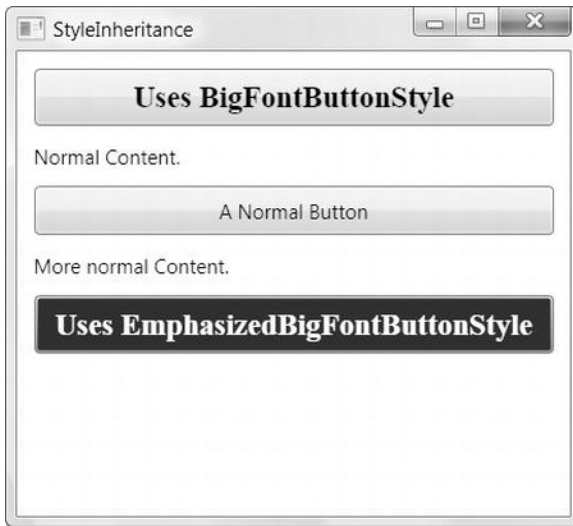 StyleInheritance
Uses BigFontButtonStyle
Normal Content.
A Normal Button
More normal Content.
Uses EmphasizedBigFontButtonStyle